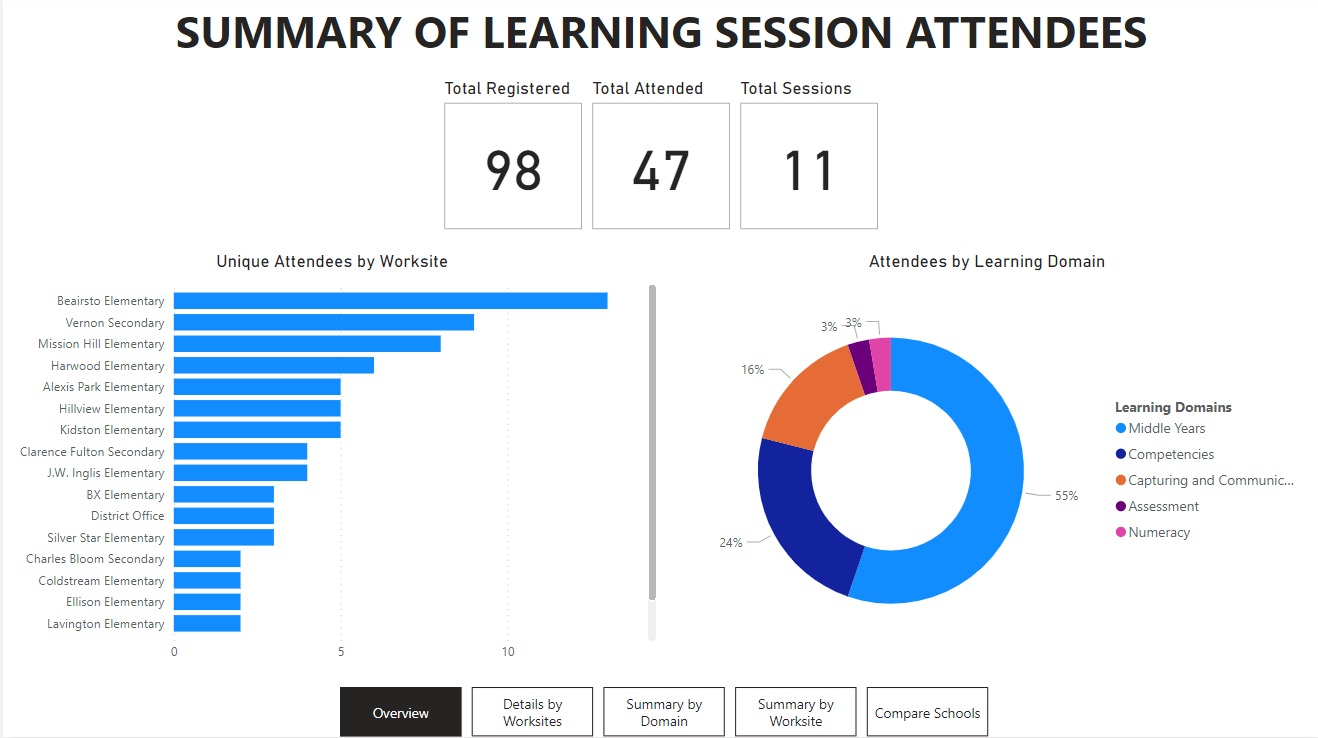 SUMMARY OF LEARNING SESSION ATTENDEES
Total Registered
Total Attended
Total Sessions
98
47
11
Unique Attendees by Worksite
Beairsto Elementary
Vernon Secondary
Mission Hill Elementary
Harwood Elementary
Alexis Park Elementary
Hillview Elementary
Kidston Elementary
Clarence Fulton Secondary
J.W. Inglis Elementary
BX Elementary
District Office
Silver Star Elementary
Charles Bloom Secondary
Coldstream Elementary
Ellison Elementary
Lavington Elementary
0
5
10
Attendees by Learning Domain
3%
3%
16%
55%
24%
Learning Domains
Middle Years
Competencies
Capturing and Communic...
Assessment
Numeracy
Overview
Details by
Worksites
Summary by
Domain
Summary by
Worksite
Compare Schools